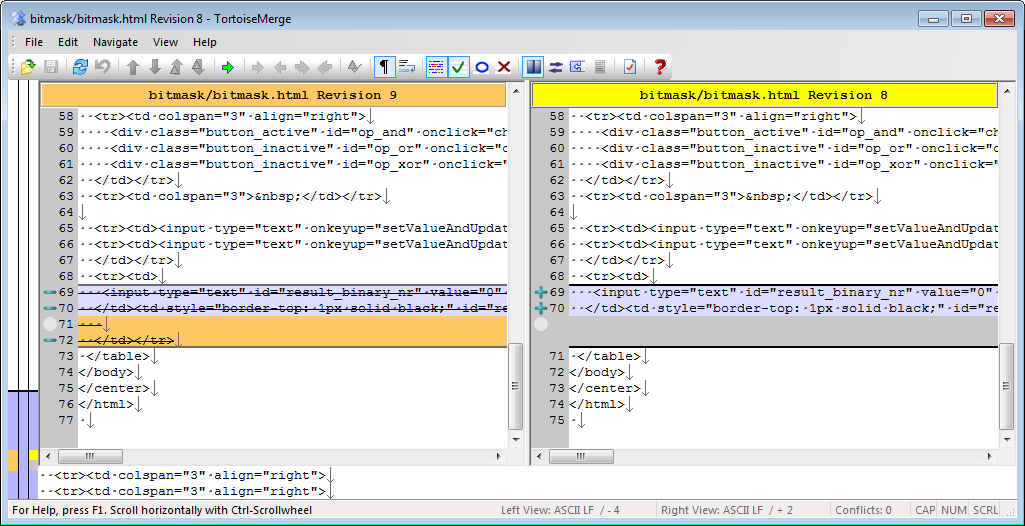 bitmask/bitmask.html Revision 8 - TortoiseMerge
File Edit Navigate View Help
bitmask/bitmask.html Revision 9
58 ··<tr><td·colspan="3"·align="right">↓
59 ····<div·class="button_active"·id="op_and"·onclick="ch
60 ····<div·class="button_inactive"·id="op_or"·onclick="c
61 ····<div·class="button_inactive"·id="op_xor"·onclick="
62 ··</td></tr>↓
63 ··<tr><td·colspan="3">&nbsp;</td></tr>↓
64 ↓
65 ··<tr><td><input·type="text"·onkeyup="setValueAndUpdat
66 ··<tr><td><input·type="text"·onkeyup="setValueAndUpdat
67 ··</td></tr>↓
68 ··<tr><td>↓
69 ····<input·type="text"·id="result_binary_nr"·value="0"
70 ··</td><td·style="border-top:·1px·solid·black;"·id="re
71 ···↓
72 ··</td></tr>↓
73 ·</table>↓
74 </body>↓
75 </center>↓
76 </html>↓
77 ·↓
bitmask/bitmask.html Revision 8
58 ··<tr><td·colspan="3"·align="right">↓
59 ····<div·class="button_active"·id="op_and"·onclick="ch
60 ····<div·class="button_inactive"·id="op_or"·onclick="c
61 ····<div·class="button_inactive"·id="op_xor"·onclick="
62 ··</td></tr>↓
63 ··<tr><td·colspan="3">&nbsp;</td></tr>↓
64 ↓
65 ··<tr><td><input·type="text"·onkeyup="setValueAndUpdat
66 ··<tr><td><input·type="text"·onkeyup="setValueAndUpdat
67 ··</td></tr>↓
68 ··<tr><td>↓
69 ···<input·type="text"·id="result_binary_nr"·value="0"·
70 ··</td><td·style="border-top:·1px·solid·black;"·id="re
71 ·</table>↓
72 </body>↓
73 </center>↓
74 </html>↓
75 ·↓
··<tr><td·colspan="3"·align="right">↓
··<tr><td·colspan="3"·align="right">↓
For Help, press F1. Scroll horizontally with Ctrl-Scrollwheel Left View: ASCII LF / - 4 Right View: ASCII LF / + 2 Conflicts: 0 CAP NUM SCRL